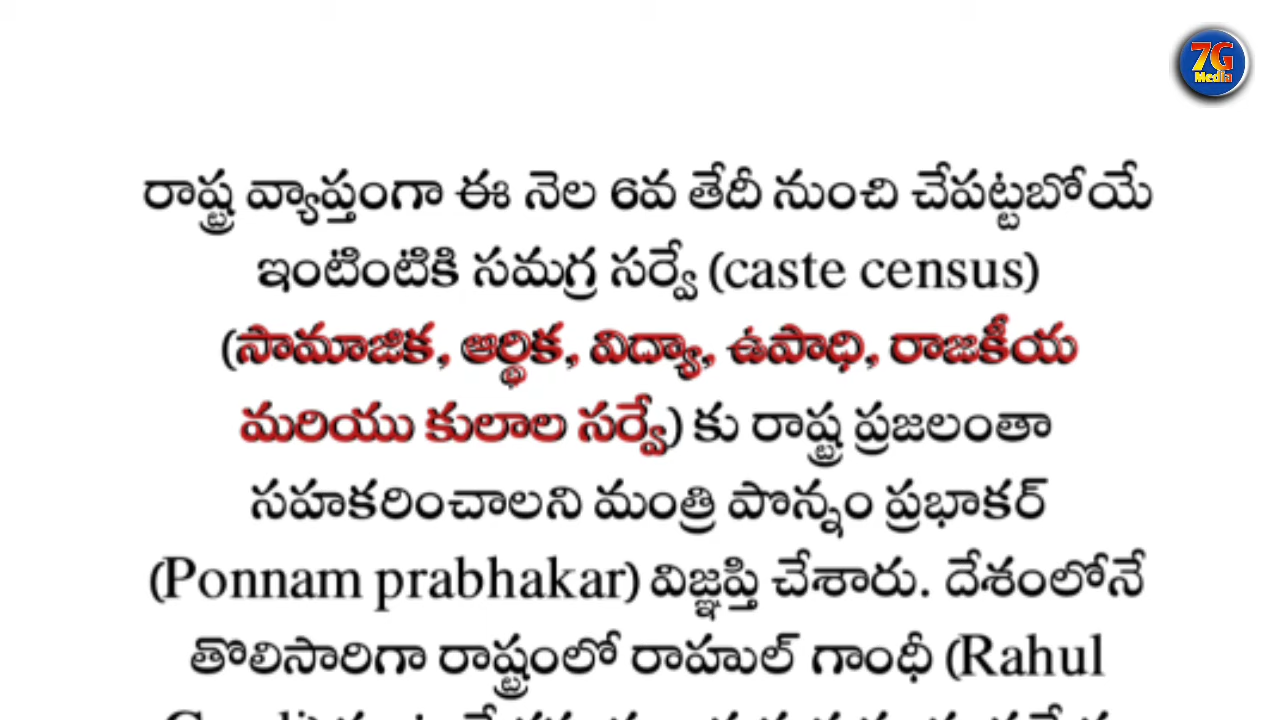 7G
Media
రాష్ట్ర వ్యాప్తంగా ఈ నెల 6వ తేదీ నుంచి చేపట్టబోయే
ఇంటింటికి సమగ్ర సర్వే (caste census)
(సామాజిక, ఆర్థిక, విద్యా, ఉపాధి, రాజకీయ
మరియు కులాల సర్వే) కు రాష్ట్ర ప్రజలంతా
సహకరించాలని మంత్రి పొన్నం ప్రభాకర్
(Ponnam prabhakar) విజ్ఞప్తి చేశారు. దేశంలోనే
తొలిసారిగా రాష్ట్రంలో రాహుల్ గాంధీ (Rahul